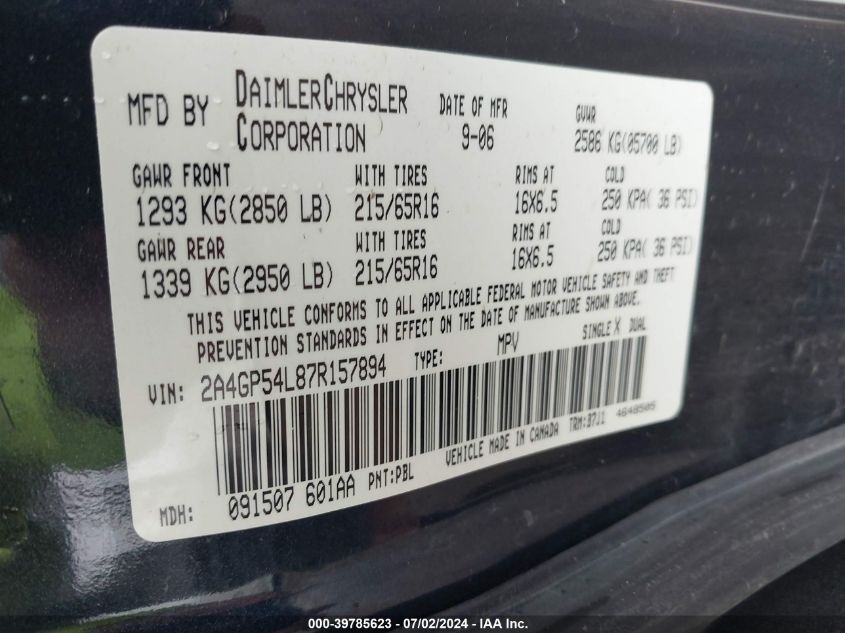 MFD BY DAIMLERCHRYSLER CORPORATION
DATE OF MFR 9-06
GVWR 2586 KG(05700 LB)
GAWR FRONT WITH TIRES RIMS AT COLD
1293 KG(2850 LB) 215/65R16 16X6.5 250 KPA( 36 PSI)
GAWR REAR WITH TIRES RIMS AT COLD
1339 KG(2950 LB) 215/65R16 16X6.5 250 KPA( 36 PSI)
THIS VEHICLE CONFORMS TO ALL APPLICABLE FEDERAL MOTOR VEHICLE SAFETY AND THEFT
PREVENTION STANDARDS IN EFFECT ON THE DATE OF MANUFACTURE SHOWN ABOVE.
VIN: 2A4GP54L87R157894 TYPE: MPV SINGLE X DUAL
VEHICLE MADE IN CANADA TRM:B7J1 4648505
MDH: 091507 601AA PNT:PBL
000-39785623 - 07/02/2024 - IAA Inc.